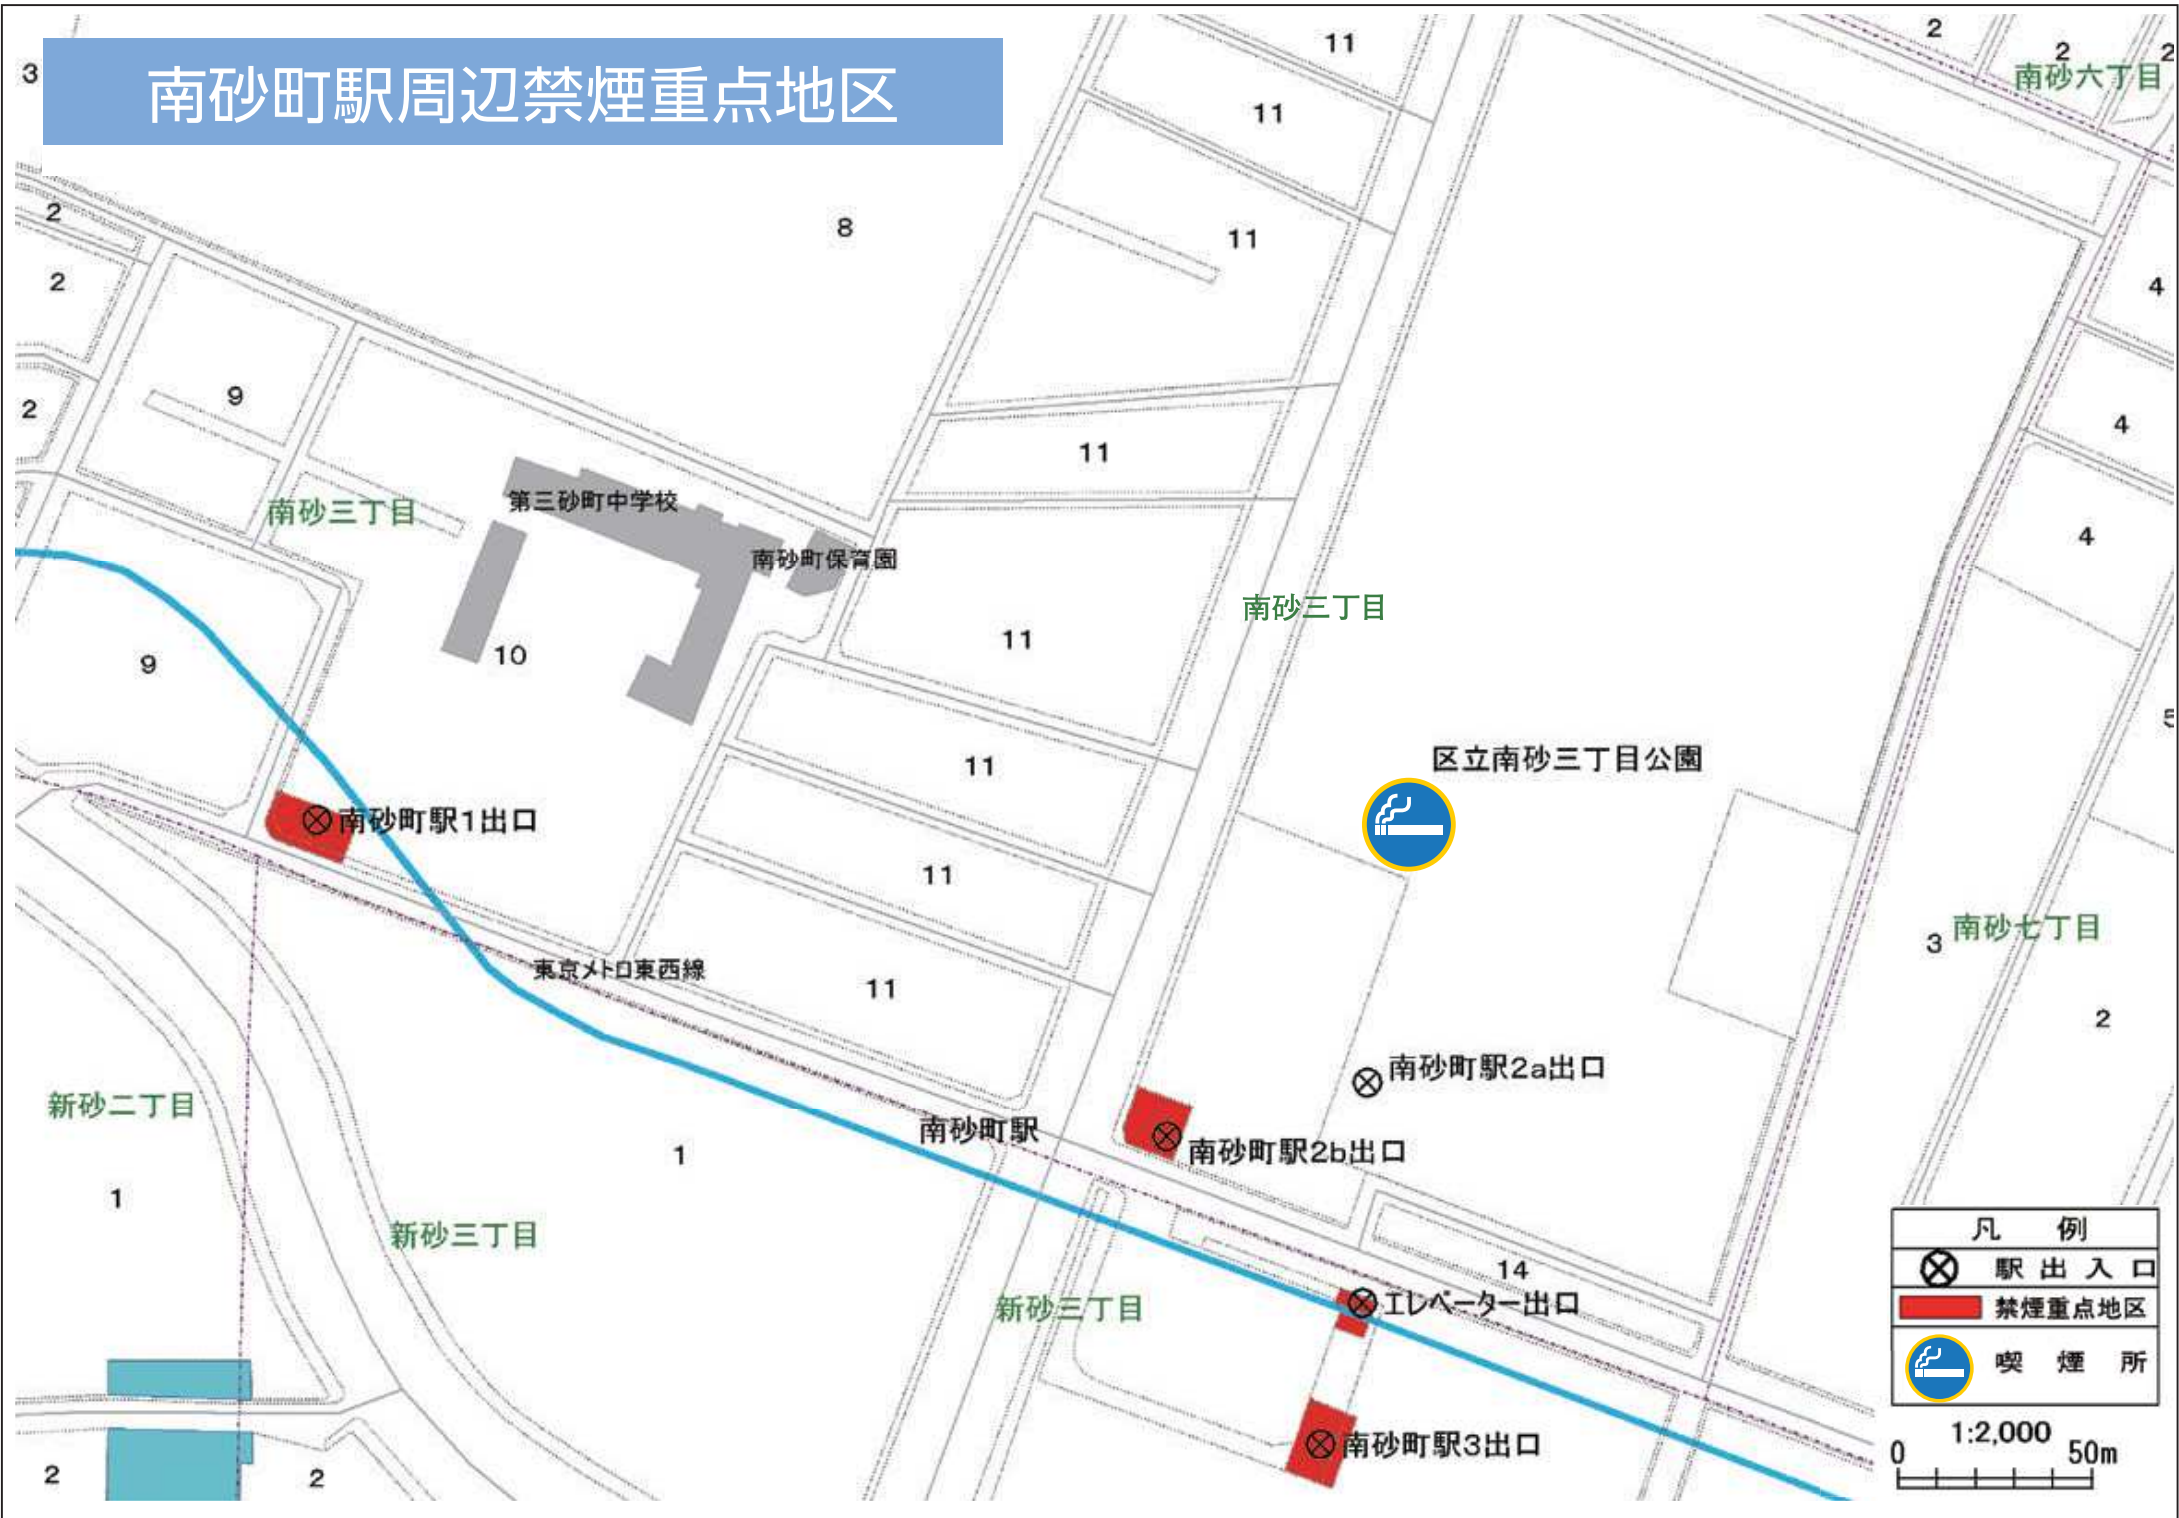 南砂町駅周辺禁煙重点地区
3
11
2
2
2
南砂六丁目
11
2
8
11
2
4
9
2
4
11
第三砂町中学校
南砂三丁目
4
南砂町保育園
南砂三丁目
11
10
9
5
区立南砂三丁目公園
11
南砂町駅1出口
11
南砂七丁目
3
東京メトロ東西線
11
2
南砂町駅2a出口
新砂二丁目
南砂町駅
南砂町駅2b出口
1
1
新砂三丁目
凡 例
駅出入口
14
新砂三丁目
エレベーター出口
禁煙重点地区
喫煙所
1:2,000
南砂町駅3出口
0
50m
2
2